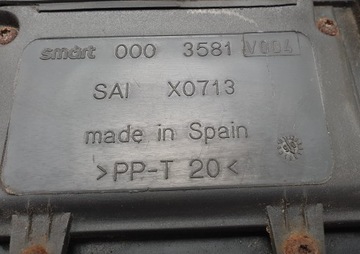 smart 000 3581 V004
SAI X0713
made in Spain
>PP-T 20<